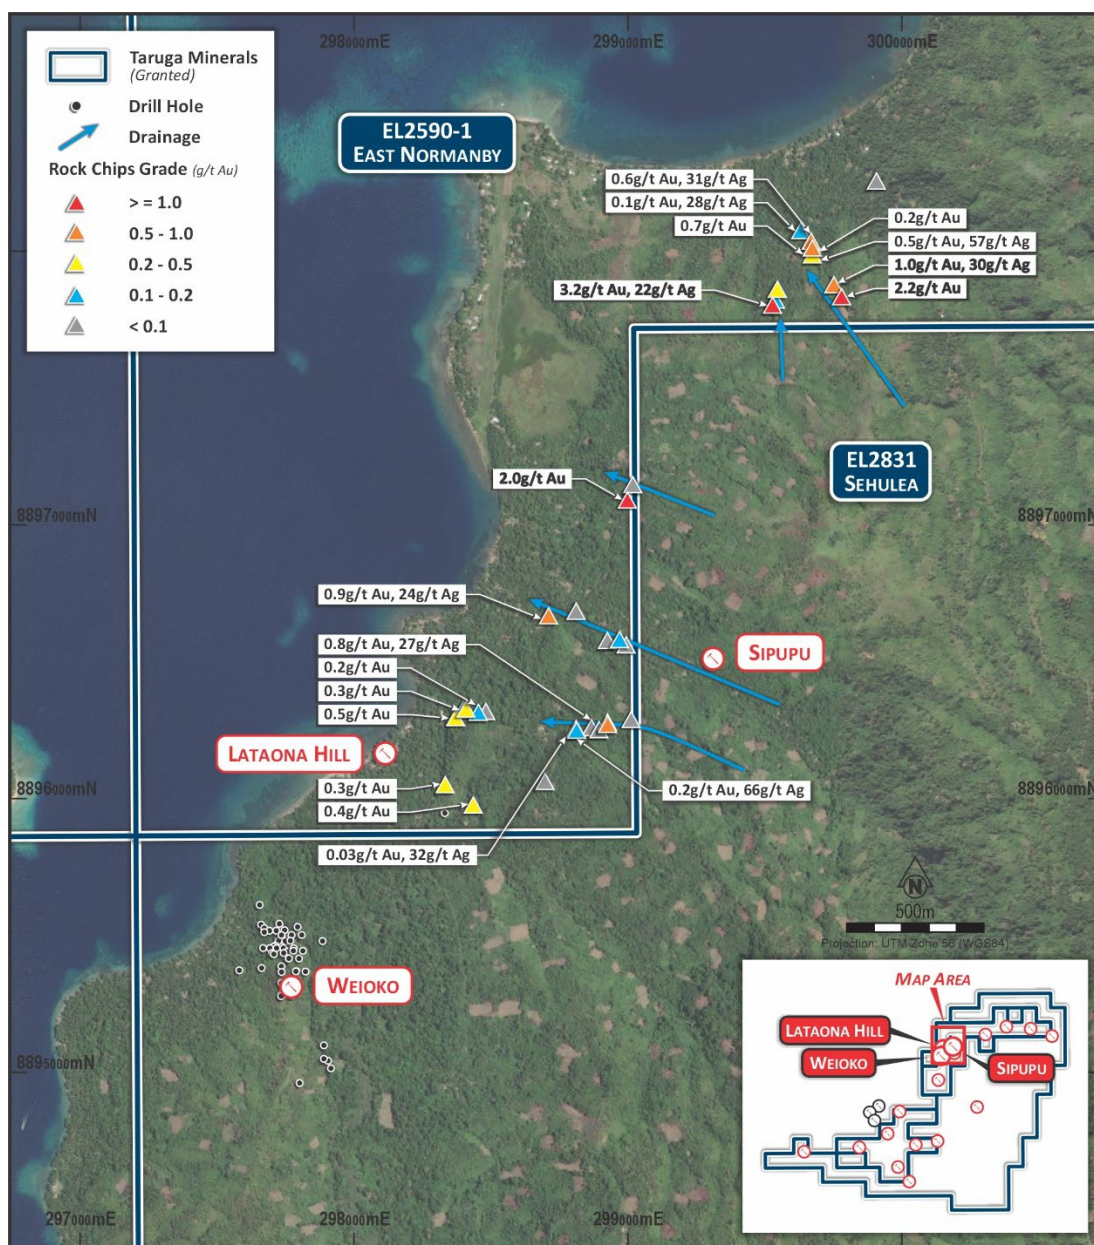 Taruga Minerals
(Granted)
Drill Hole
Drainage
Rock Chips Grade (g/t Au)
> = 1.0
0.5 - 1.0
0.2 - 0.5
0.1 - 0.2
< 0.1
298000mE
299000mE
300000mE
EL2590-1
EAST NORMANBY
0.6g/t Au, 31g/t Ag
0.1g/t Au, 28g/t Ag
0.7g/t Au
0.2g/t Au
0.5g/t Au, 57g/t Ag
1.0g/t Au, 30g/t Ag
2.2g/t Au
3.2g/t Au, 22g/t Ag
EL2831
SEHULEA
2.0g/t Au
8897000mN
8897000mN
0.9g/t Au, 24g/t Ag
0.8g/t Au, 27g/t Ag
0.2g/t Au
0.3g/t Au
0.5g/t Au
SIPUPU
LATAONA HILL
8896000mN
8896000mN
0.3g/t Au
0.4g/t Au
0.2g/t Au, 66g/t Ag
0.03g/t Au, 32g/t Ag
N
500m
Projection: UTM Zone 56 (WGS84)
WEIOKO
8895000mN
MAP AREA
LATAONA HILL
WEIOKO
SIPUPU
297000mE
298000mE
299000mE